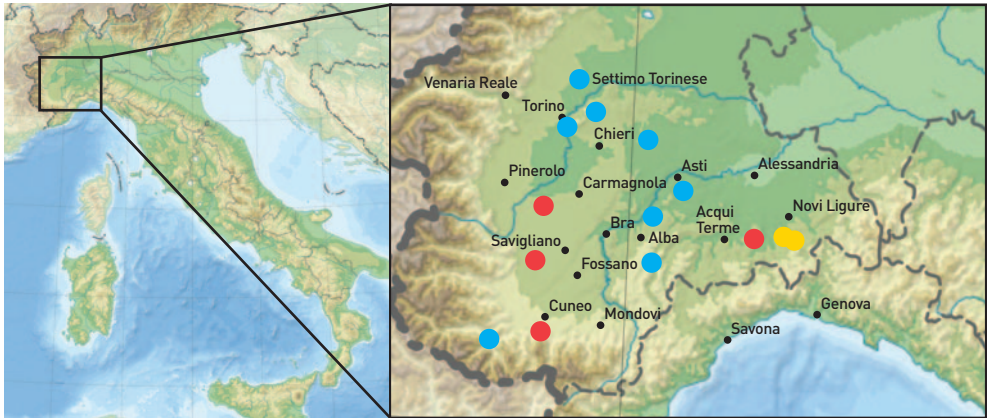 Venaria Reale
Settimo Torinese
Torino
Chieri
Pinerolo
Carmagnola
Asti
Alessandria
Bra
Alba
Acqui
Terme
Novi Ligure
Savigliano
Fossano
Cuneo
Mondovi
Savona
Genova